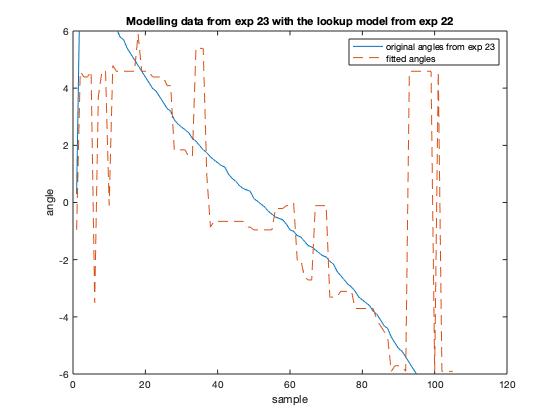 Modelling data from exp 23 with the lookup model from exp 22
original angles from exp 23
fitted angles
6
4
2
0
-2
-4
-6
angle
0 20 40 60 80 100 120
sample